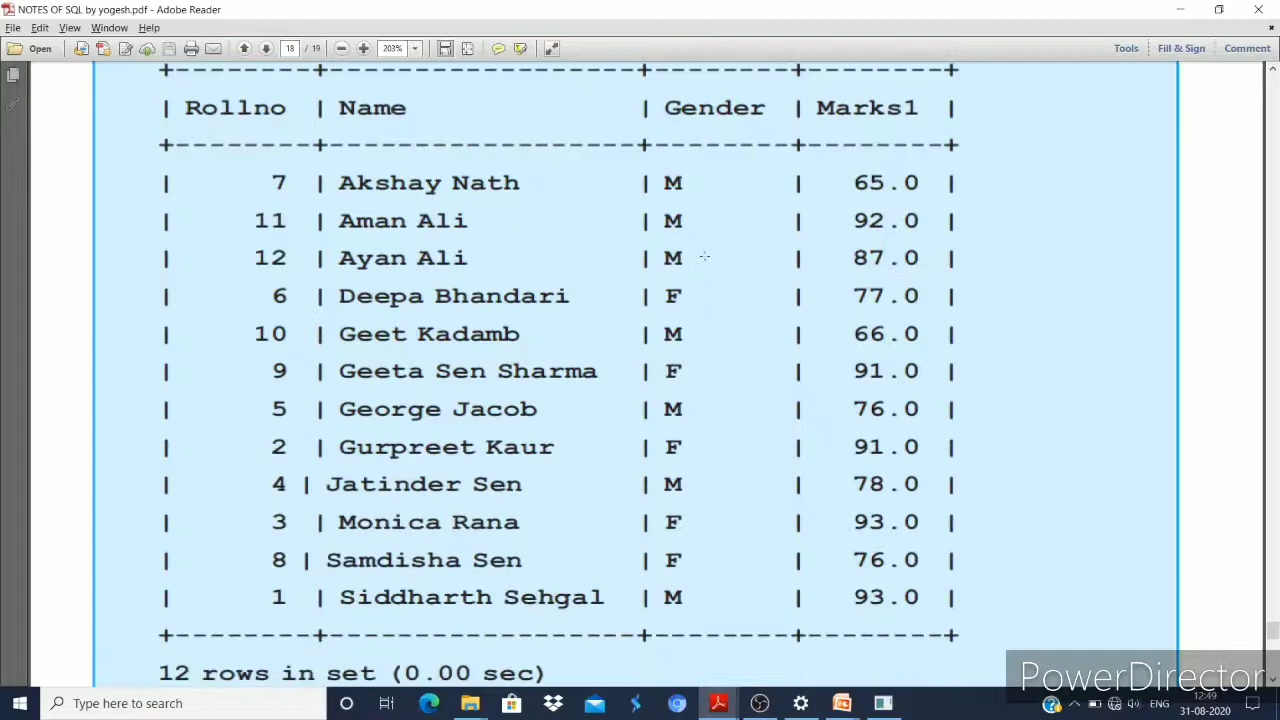 NOTES OF SQL by yogesh.pdf - Adobe Reader
File Edit View Window Help
Open 18 / 19 203% Tools Fill & Sign Comment
+--------+-----------------+--------+--------+
| Rollno | Name | Gender | Marks1 |
+--------+-----------------+--------+--------+
| 7 | Akshay Nath | M | 65.0 |
| 11 | Aman Ali | M | 92.0 |
| 12 | Ayan Ali | M | 87.0 |
| 6 | Deepa Bhandari | F | 77.0 |
| 10 | Geet Kadamb | M | 66.0 |
| 9 | Geeta Sen Sharma | F | 91.0 |
| 5 | George Jacob | M | 76.0 |
| 2 | Gurpreet Kaur | F | 91.0 |
| 4 | Jatinder Sen | M | 78.0 |
| 3 | Monica Rana | F | 93.0 |
| 8 | Samdisha Sen | F | 76.0 |
| 1 | Siddharth Sehgal | M | 93.0 |
+--------+-----------------+--------+--------+
12 rows in set (0.00 sec)
PowerDirector
Type here to search
ENG
12:49
31-08-2020